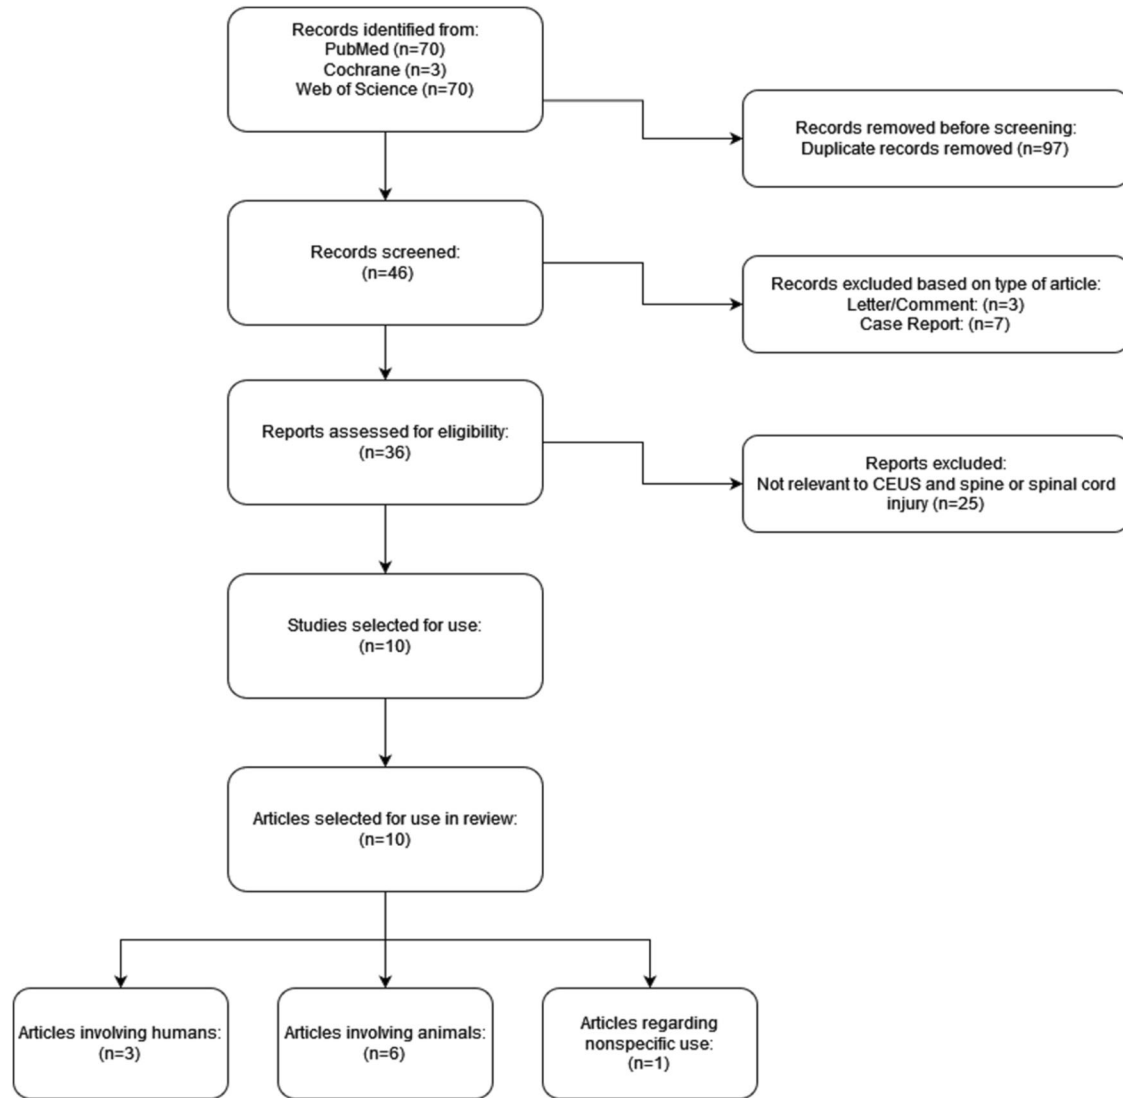 Records identified from:
PubMed (n=70)
Cochrane (n=3)
Web of Science (n=70)
Records removed before screening:
Duplicate records removed (n=97)
Records screened:
(n=46)
Records excluded based on type of article:
Letter/Comment: (n=3)
Case Report: (n=7)
Reports assessed for eligibility:
(n=36)
Reports excluded:
Not relevant to CEUS and spine or spinal cord
injury (n=25)
Studies selected for use:
(n=10)
Articles selected for use in review:
(n=10)
Articles involving humans:
(n=3)
Articles involving animals:
(n=6)
Articles regarding
nonspecific use:
(n=1)